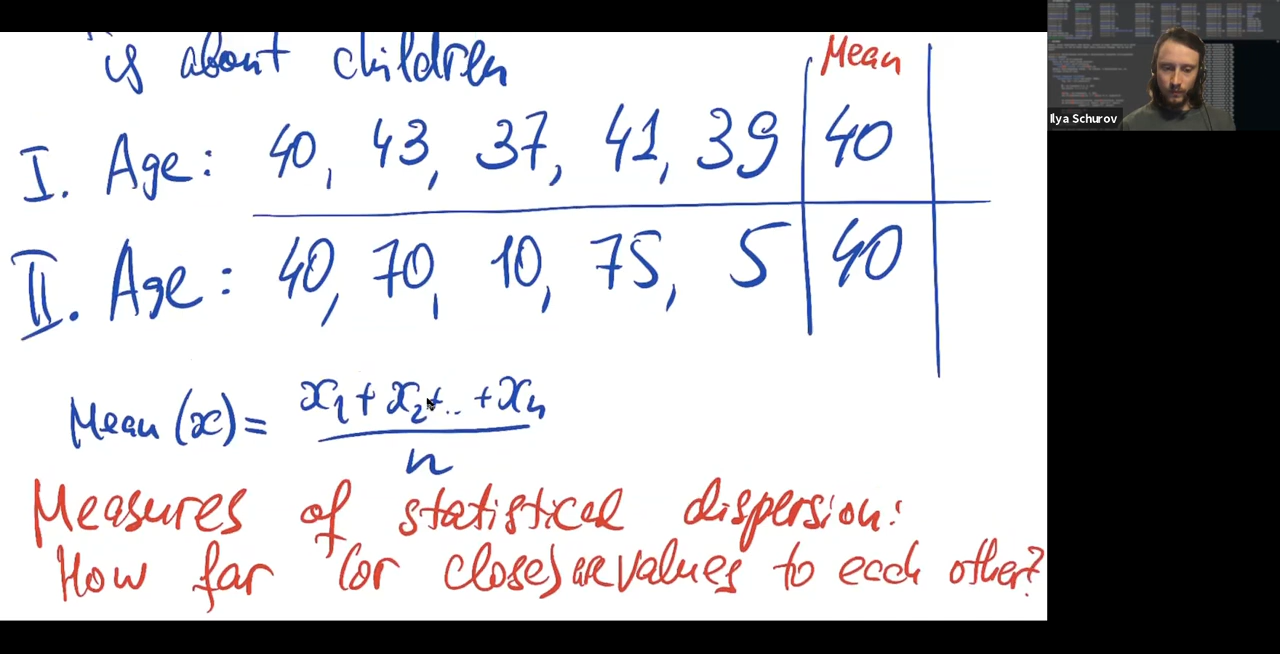 is about children
Mean
I. Age: 40, 43, 37, 41, 39 40
II. Age: 40, 70, 10, 75, 5 40
Mean (x) = x1 + x2 + .. + xn
n
Measures of statistical dispersion:
How far (or close) are values to each other?
Ilya Schurov